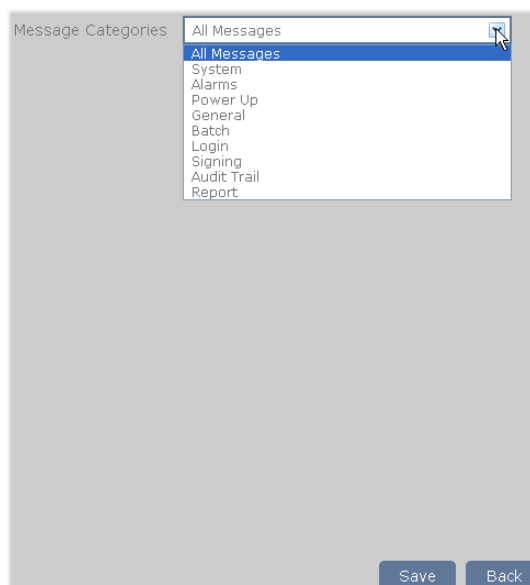 Message Categories All Messages
All Messages
System
Alarms
Power Up
General
Batch
Login
Signing
Audit Trail
Report
Save Back